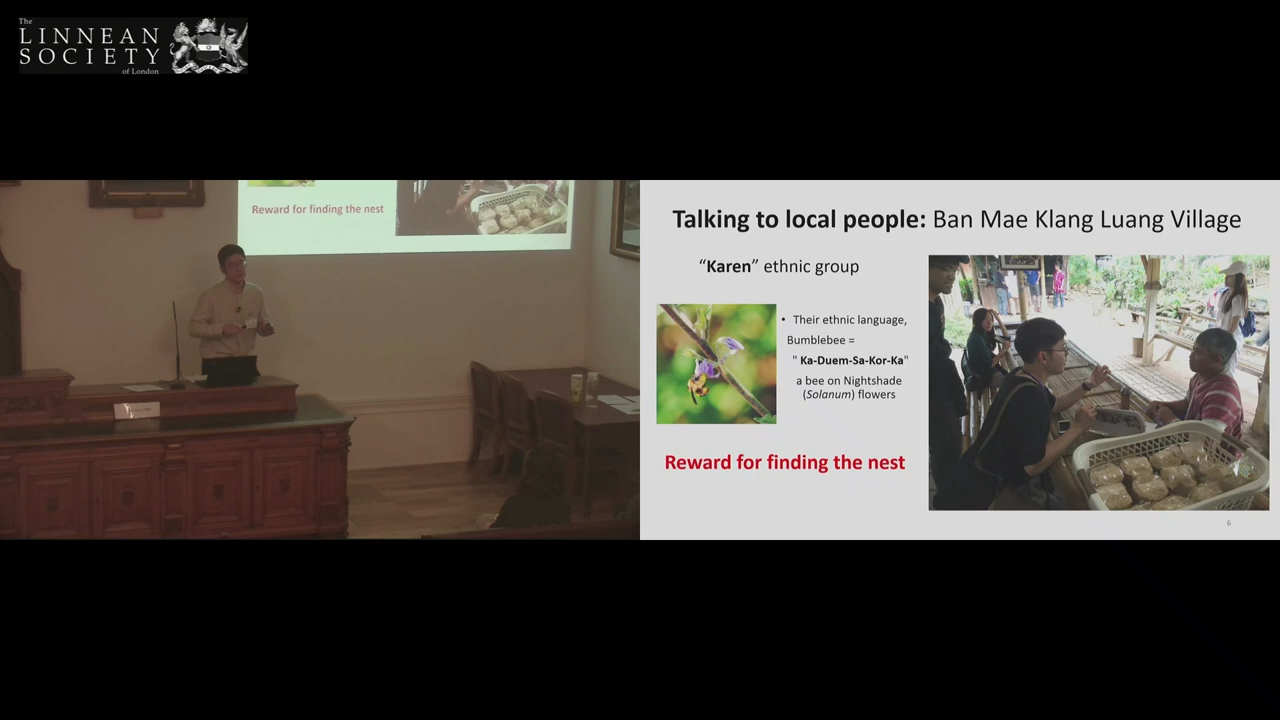 The
LINNEAN
SOCIETY
of London
Reward for finding the nest
Talking to local people: Ban Mae Klang Luang Village
“Karen” ethnic group
• Their ethnic language,
Bumblebee =
" Ka-Duem-Sa-Kor-Ka"
a bee on Nightshade
(Solanum) flowers
Reward for finding the nest
6